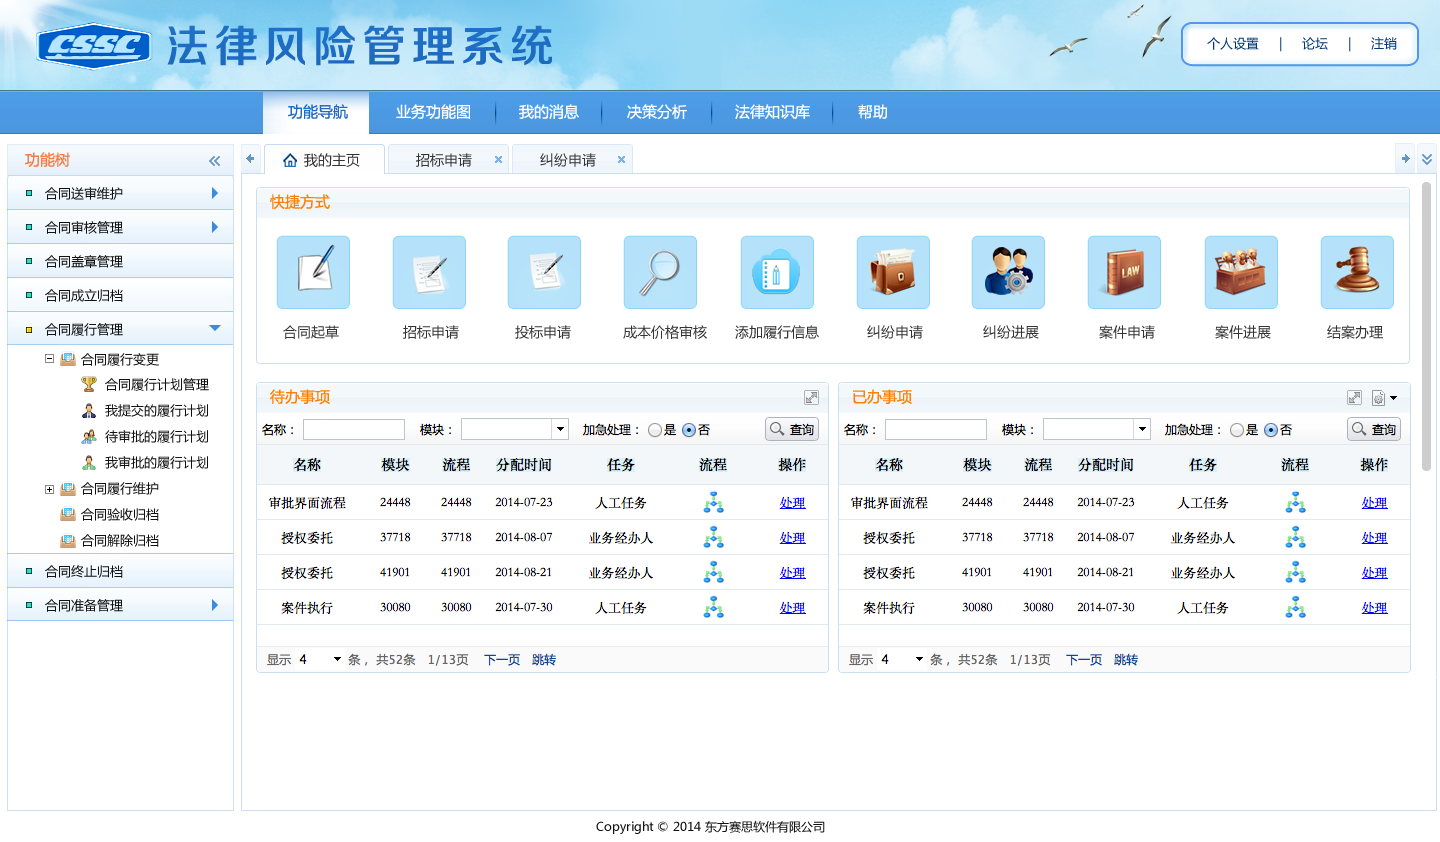 CSSC 法律风险管理系统
个人设置 | 论坛 | 注销
功能导航 业务功能图 我的消息 决策分析 法律知识库 帮助
功能树
合同送审维护
合同审核管理
合同盖章管理
合同成立归档
合同履行管理
合同履行变更
合同履行计划管理
我提交的履行计划
待审批的履行计划
我审批的履行计划
合同履行维护
合同验收归档
合同解除归档
合同终止归档
合同准备管理
我的主页 招标申请 纠纷申请
快捷方式
LAW
合同起草 招标申请 投标申请 成本价格审核 添加履行信息 纠纷申请 纠纷进展 案件申请 案件进展 结案办理
待办事项
名称： 模块： 加急处理： 是 否 查询
名称 模块 流程 分配时间 任务 流程 操作
审批界面流程 24448 24448 2014-07-23 人工任务 处理
授权委托 37718 37718 2014-08-07 业务经办人 处理
授权委托 41901 41901 2014-08-21 业务经办人 处理
案件执行 30080 30080 2014-07-30 人工任务 处理
显示 4 条，共52条 1/13页 下一页 跳转
已办事项
名称： 模块： 加急处理： 是 否 查询
名称 模块 流程 分配时间 任务 流程 操作
审批界面流程 24448 24448 2014-07-23 人工任务 处理
授权委托 37718 37718 2014-08-07 业务经办人 处理
授权委托 41901 41901 2014-08-21 业务经办人 处理
案件执行 30080 30080 2014-07-30 人工任务 处理
显示 4 条，共52条 1/13页 下一页 跳转
Copyright © 2014 东方赛思软件有限公司